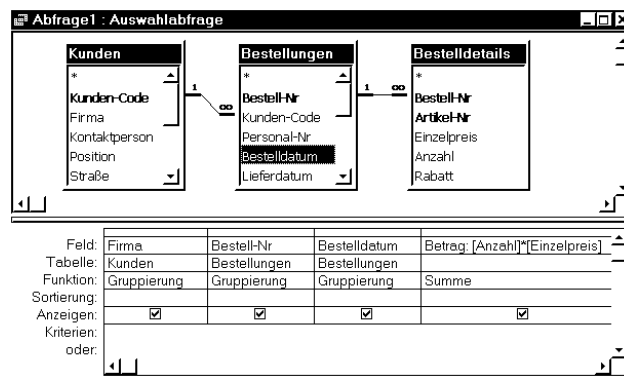 Abfrage1 : Auswahlabfrage
Kunden
*
Kunden-Code
Firma
Kontaktperson
Position
Straße
1
∞
Bestellungen
*
Bestell-Nr
Kunden-Code
Personal-Nr
Bestelldatum
Lieferdatum
1
∞
Bestelldetails
*
Bestell-Nr
Artikel-Nr
Einzelpreis
Anzahl
Rabatt
Feld: Firma Bestell-Nr Bestelldatum Betrag: [Anzahl]*[Einzelpreis]
Tabelle: Kunden Bestellungen Bestellungen
Funktion: Gruppierung Gruppierung Gruppierung Summe
Sortierung:
Anzeigen:
Kriterien:
oder: